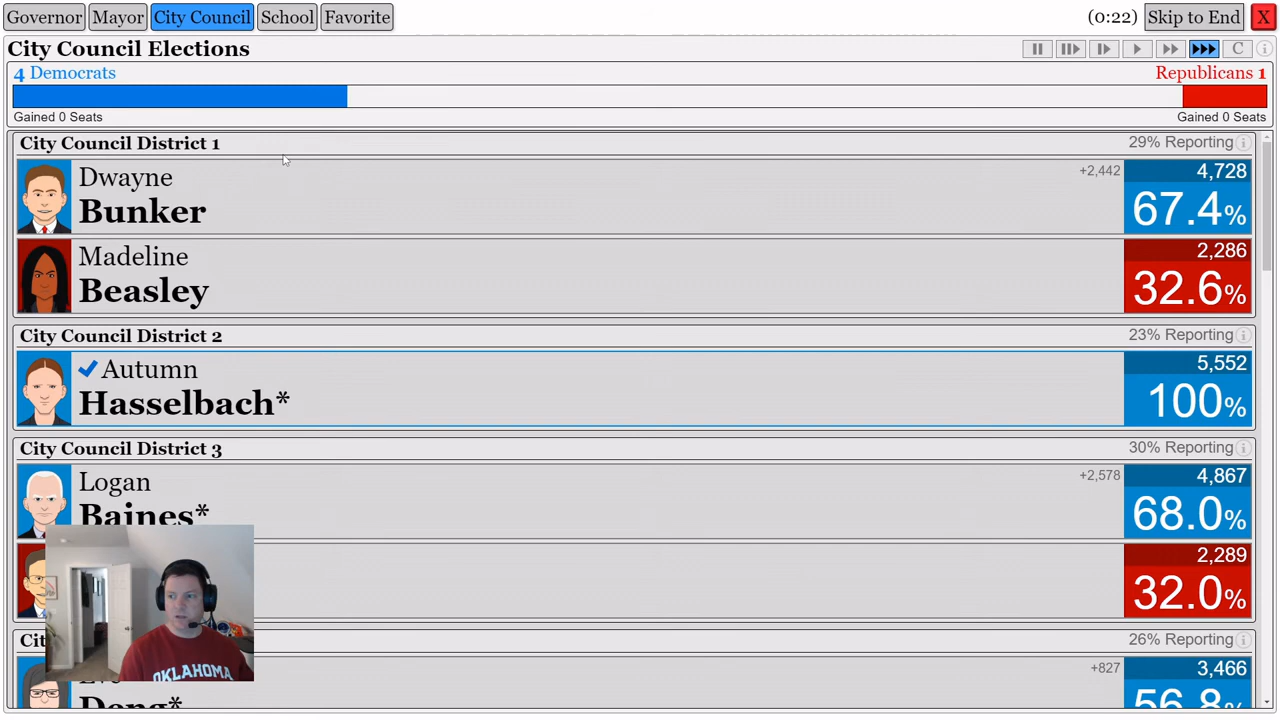 Governor Mayor City Council School Favorite (0:22) Skip to End X
City Council Elections C i
4 Democrats Republicans 1
Gained 0 Seats Gained 0 Seats
City Council District 1 29% Reporting i
Dwayne +2,442 4,728
Bunker 67.4%
Madeline 2,286
Beasley 32.6%
City Council District 2 23% Reporting i
Autumn 5,552
Hasselbach* 100%
City Council District 3 30% Reporting i
Logan +2,578 4,867
Baines* 68.0%
2,289
32.0%
OKLAHOMA
26% Reporting i
+827 3,466
56.8%